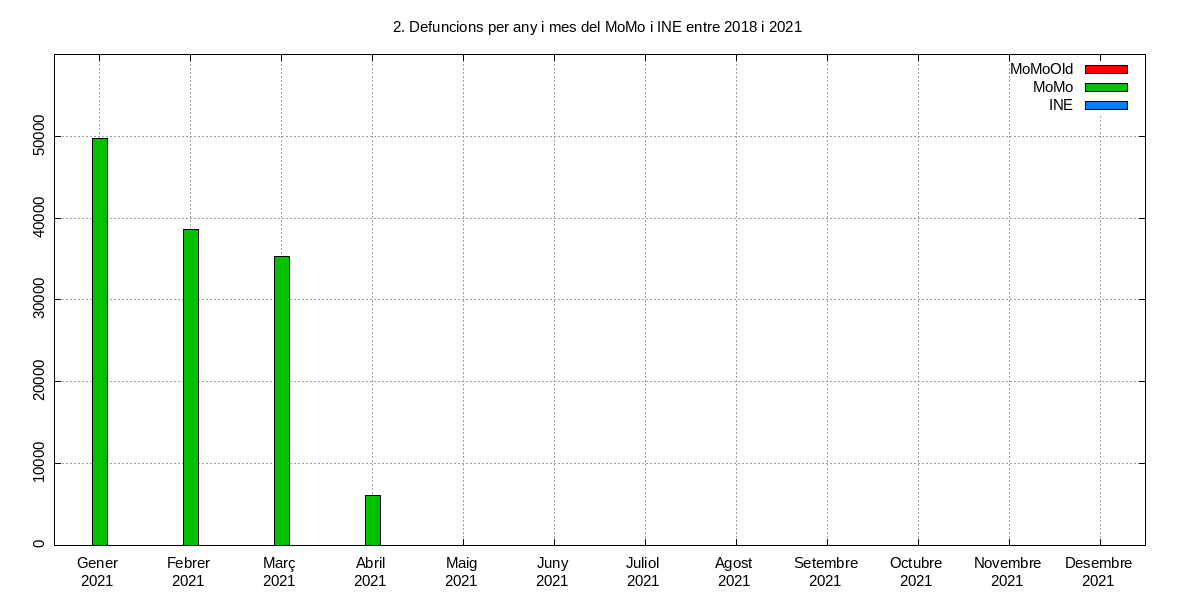 2. Defuncions per any i mes del MoMo i INE entre 2018 i 2021
MoMoOld
MoMo
INE
50000
40000
30000
20000
10000
0
Gener Febrer Març Abril Maig Juny Juliol Agost Setembre Octubre Novembre Desembre
2021 2021 2021 2021 2021 2021 2021 2021 2021 2021 2021 2021